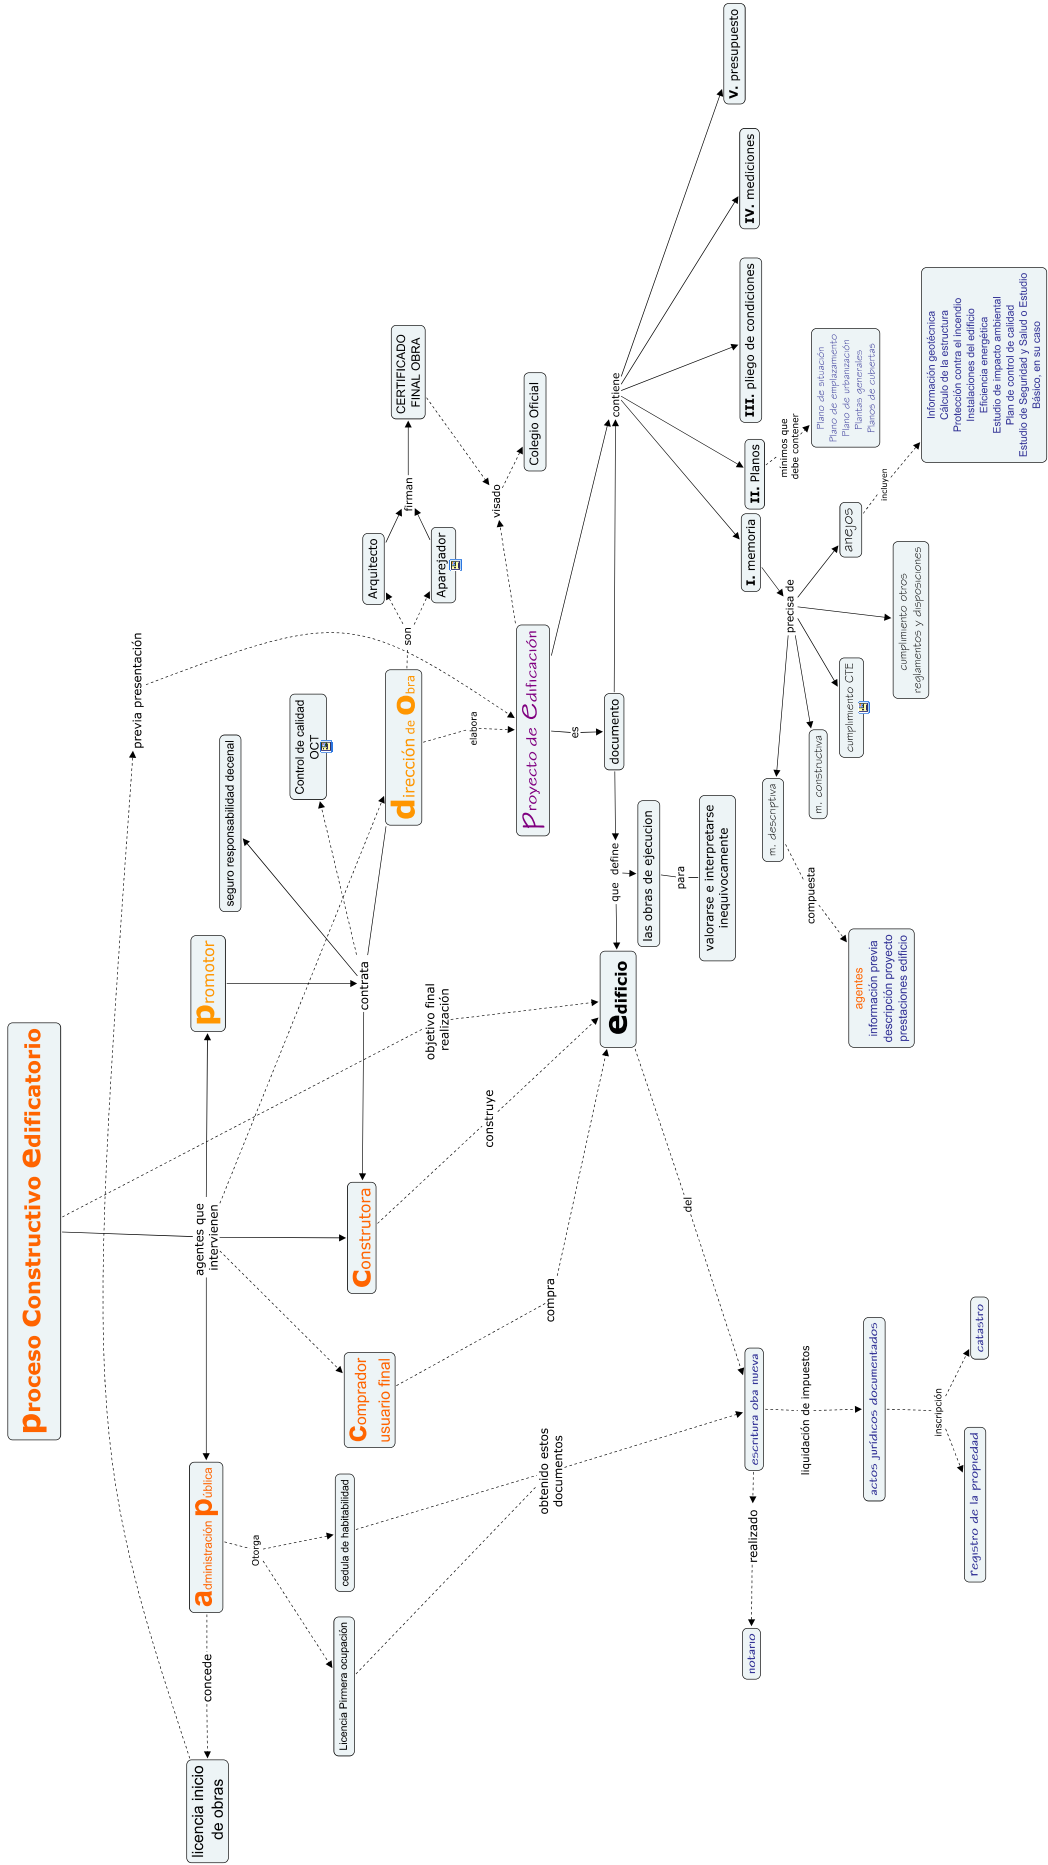 proceso Constructivo edificatorio
previa presentación
agentes que
intervienen
licencia inicio
de obras
concede
administración pública
promotor
seguro responsabilidad decenal
Otorga
Control de calidad
OCT
Licencia Pirmera ocupación
cedula de habitabilidad
Comprador
usuario final
Construtora
contrata
dirección de Obra
son
Arquitecto
Aparejador
firman
CERTIFICADO
FINAL OBRA
objetivo final
realización
construye
elabora
visado
Colegio Oficial
Proyecto de Edificación
obtenido estos
documentos
compra
es
edificio
que define
documento
contiene
las obras de ejecucion
para
valorarse e interpretarse
inequivocamente
del
I. memoria
II. Planos
III. pliego de condiciones
IV. mediciones
V. presupuesto
minimos que
debe contener
Plano de situación
Plano de emplazamiento
Plano de urbanización
Plantas generales
Planos de cubiertas
precisa de
m. descriptiva
m. constructiva
cumplimiento CTE
cumplimiento otros
reglamentos y disposiciones
anejos
incluyen
Información geotécnica
Cálculo de la estructura
Protección contra el incendio
Instalaciones del edificio
Eficiencia energética
Estudio de impacto ambiental
Plan de control de calidad
Estudio de Seguridad y Salud o Estudio
Básico, en su caso
compuesta
agentes
información previa
descripción proyecto
prestaciones edificio
notario
realizado
escritura oba nueva
liquidación de impuestos
actos jurídicos documentados
inscripción
registro de la propiedad
catastro